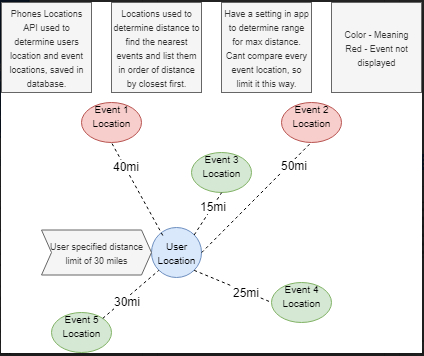 Phones Locations
API used to
determine users
location and event
locations, saved in
database.
Locations used to
determine distance to
find the nearest
events and list them
in order of distance
by closest first.
Have a setting in app
to determine range
for max distance.
Cant compare every
event location, so
limit it this way.
Color - Meaning
Red - Event not
displayed
Event 1
Location
Event 2
Location
Event 3
Location
40mi
50mi
15mi
User specified distance
limit of 30 miles
User
Location
25mi
Event 4
Location
30mi
Event 5
Location